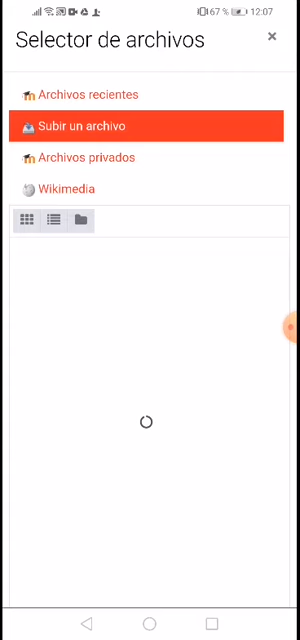 67 % 12:07
Selector de archivos
×
Archivos recientes
Subir un archivo
Archivos privados
Wikimedia